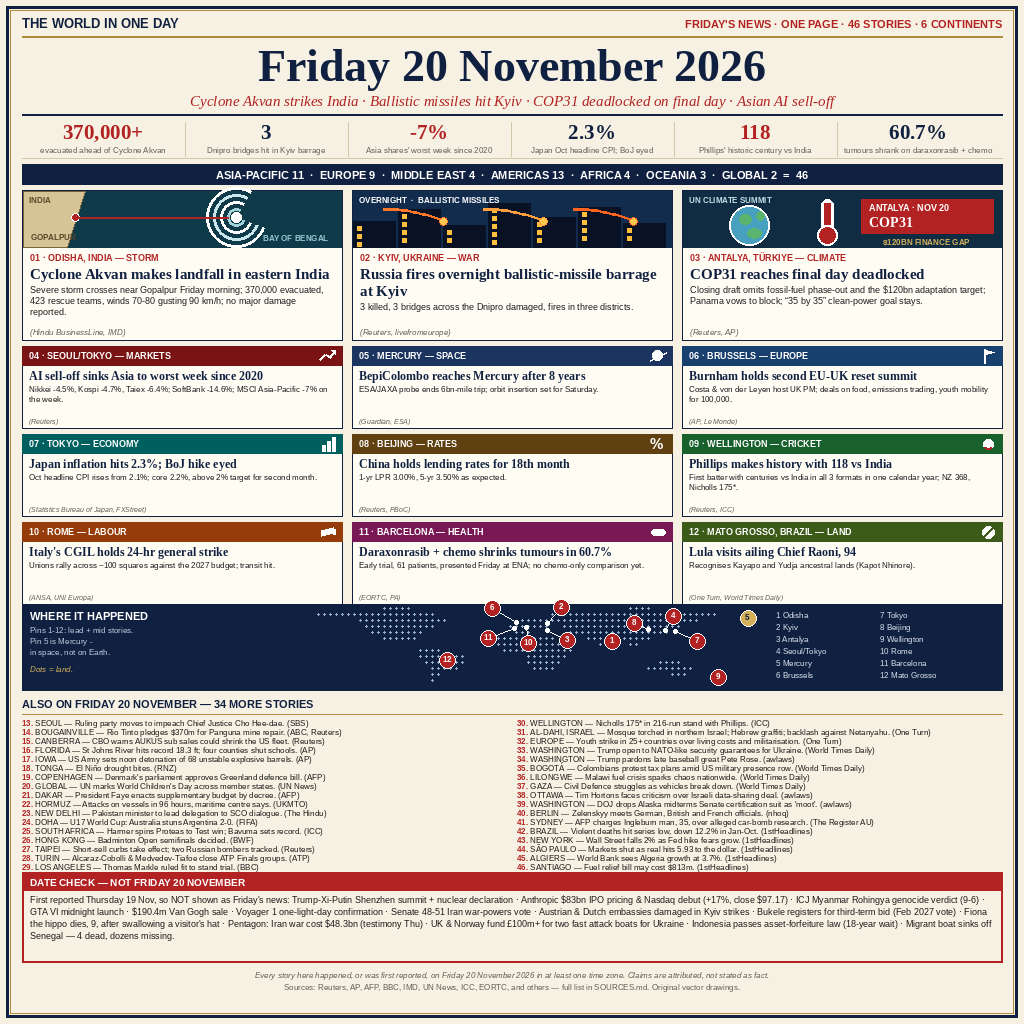 THE WORLD IN ONE DAY
FRIDAY'S NEWS · ONE PAGE · 46 STORIES · 6 CONTINENTS
Friday 20 November 2026
Cyclone Akvan strikes India · Ballistic missiles hit Kyiv · COP31 deadlocked on final day · Asian AI sell-off
370,000+
evacuated ahead of Cyclone Akvan
3
Dnipro bridges hit in Kyiv barrage
-7%
Asia shares' worst week since 2020
2.3%
Japan Oct headline CPI; BoJ eyed
118
Phillips' historic century vs India
60.7%
tumours shrank on daraxonrasib + chemo
ASIA-PACIFIC 11 · EUROPE 9 · MIDDLE EAST 4 · AMERICAS 13 · AFRICA 4 · OCEANIA 3 · GLOBAL 2 = 46
INDIA
GOPALPUR
BAY OF BENGAL
01 · ODISHA, INDIA — STORM
Cyclone Akvan makes landfall in eastern India
Severe storm crosses near Gopalpur Friday morning; 370,000 evacuated,
423 rescue teams, winds 70-80 gusting 90 km/h; no major damage
reported.
(Hindu BusinessLine, IMD)
OVERNIGHT · BALLISTIC MISSILES
02 · KYIV, UKRAINE — WAR
Russia fires overnight ballistic-missile barrage
at Kyiv
3 killed, 3 bridges across the Dnipro damaged, fires in three districts.
(Reuters, livefromeurope)
UN CLIMATE SUMMIT
ANTALYA · NOV 20
COP31
$120BN FINANCE GAP
03 · ANTALYA, TÜRKIYE — CLIMATE
COP31 reaches final day deadlocked
Closing draft omits fossil-fuel phase-out and the $120bn adaptation target;
Panama vows to block; “35 by 35” clean-power goal stays.
(Reuters, AP)
04 · SEOUL/TOKYO — MARKETS
AI sell-off sinks Asia to worst week since 2020
Nikkei -4.5%, Kospi -4.7%, Taiex -6.4%; SoftBank -14.6%; MSCI Asia-Pacific -7% on
the week.
(Reuters)
05 · MERCURY — SPACE
BepiColombo reaches Mercury after 8 years
ESA/JAXA probe ends 6bn-mile trip; orbit insertion set for Saturday.
(Guardian, ESA)
06 · BRUSSELS — EUROPE
Burnham holds second EU-UK reset summit
Costa & von der Leyen host UK PM; deals on food, emissions trading, youth mobility
for 100,000.
(AP, Le Monde)
07 · TOKYO — ECONOMY
Japan inflation hits 2.3%; BoJ hike eyed
Oct headline CPI rises from 2.1%; core 2.2%, above 2% target for second month.
(Statistics Bureau of Japan, FXStreet)
08 · BEIJING — RATES
%
China holds lending rates for 18th month
1-yr LPR 3.00%, 5-yr 3.50% as expected.
(Reuters, PBoC)
09 · WELLINGTON — CRICKET
Phillips makes history with 118 vs India
First batter with centuries vs India in all 3 formats in one calendar year; NZ 368,
Nicholls 175*.
(Reuters, ICC)
10 · ROME — LABOUR
Italy's CGIL holds 24-hr general strike
Unions rally across ~100 squares against the 2027 budget; transit hit.
(ANSA, UNI Europa)
11 · BARCELONA — HEALTH
Daraxonrasib + chemo shrinks tumours in 60.7%
Early trial, 61 patients, presented Friday at ENA; no chemo-only comparison yet.
(EORTC, PA)
12 · MATO GROSSO, BRAZIL — LAND
Lula visits ailing Chief Raoni, 94
Recognises Kayapo and Yudja ancestral lands (Kapot Nhinore).
(One Turn, World Times Daily)
WHERE IT HAPPENED
Pins 1-12: lead + mid stories.
Pin 5 is Mercury -
in space, not on Earth.
Dots = land.
6
2
11
10
3
1
8
4
7
5
12
9
1 Odisha
2 Kyiv
3 Antalya
4 Seoul/Tokyo
5 Mercury
6 Brussels
7 Tokyo
8 Beijing
9 Wellington
10 Rome
11 Barcelona
12 Mato Grosso
ALSO ON FRIDAY 20 NOVEMBER — 34 MORE STORIES
13. SEOUL — Ruling party moves to impeach Chief Justice Cho Hee-dae. (SBS)
14. BOUGAINVILLE — Rio Tinto pledges $370m for Panguna mine repair. (ABC, Reuters)
15. CANBERRA — CBO warns AUKUS sub sales could shrink the US fleet. (Reuters)
16. FLORIDA — St Johns River hits record 18.3 ft; four counties shut schools. (AP)
17. IOWA — US Army sets noon detonation of 68 unstable explosive barrels. (AP)
18. TONGA — El Niño drought bites. (RNZ)
19. COPENHAGEN — Denmark's parliament approves Greenland defence bill. (AFP)
20. GLOBAL — UN marks World Children's Day across member states. (UN News)
21. DAKAR — President Faye enacts supplementary budget by decree. (AFP)
22. HORMUZ — Attacks on vessels in 96 hours, maritime centre says. (UKMTO)
23. NEW DELHI — Pakistan minister to lead delegation to SCO dialogue. (The Hindu)
24. DOHA — U17 World Cup: Australia stuns Argentina 2-0. (FIFA)
25. SOUTH AFRICA — Harmer spins Proteas to Test win; Bavuma sets record. (ICC)
26. HONG KONG — Badminton Open semifinals decided. (BWF)
27. TAIPEI — Short-sell curbs take effect; two Russian bombers tracked. (Reuters)
28. TURIN — Alcaraz-Cobolli & Medvedev-Tiafoe close ATP Finals groups. (ATP)
29. LOS ANGELES — Thomas Markle ruled fit to stand trial. (BBC)
30. WELLINGTON — Nicholls 175* in 216-run stand with Phillips. (ICC)
31. AL-DAHI, ISRAEL — Mosque torched in northern Israel; Hebrew graffiti; backlash against Netanyahu. (One Turn)
32. EUROPE — Youth strike in 25+ countries over living costs and militarisation. (One Turn)
33. WASHINGTON — Trump open to NATO-like security guarantees for Ukraine. (World Times Daily)
34. WASHINGTON — Trump pardons late baseball great Pete Rose. (awlaws)
35. BOGOTA — Colombians protest tax plans amid US military presence row. (World Times Daily)
36. LILONGWE — Malawi fuel crisis sparks chaos nationwide. (World Times Daily)
37. GAZA — Civil Defence struggles as vehicles break down. (World Times Daily)
38. OTTAWA — Tim Hortons faces criticism over Israeli data-sharing deal. (awlaws)
39. WASHINGTON — DOJ drops Alaska midterms Senate certification suit as 'moot'. (awlaws)
40. BERLIN — Zelenskyy meets German, British and French officials. (nhoq)
41. SYDNEY — AFP charges Ingleburn man, 35, over alleged car-bomb research. (The Register AU)
42. BRAZIL — Violent deaths hit series low, down 12.2% in Jan-Oct. (1stHeadlines)
43. NEW YORK — Wall Street falls 2% as Fed hike fears grow. (1stHeadlines)
44. SÃO PAULO — Markets shut as real hits 5.93 to the dollar. (1stHeadlines)
45. ALGIERS — World Bank sees Algeria growth at 3.7%. (1stHeadlines)
46. SANTIAGO — Fuel relief bill may cost $813m. (1stHeadlines)
DATE CHECK — NOT FRIDAY 20 NOVEMBER
First reported Thursday 19 Nov, so NOT shown as Friday's news: Trump-Xi-Putin Shenzhen summit + nuclear declaration · Anthropic $83bn IPO pricing & Nasdaq debut (+17%, close $97.17) · ICJ Myanmar Rohingya genocide verdict (9-6) ·
GTA VI midnight launch · $190.4m Van Gogh sale · Voyager 1 one-light-day confirmation · Senate 48-51 Iran war-powers vote · Austrian & Dutch embassies damaged in Kyiv strikes · Bukele registers for third-term bid (Feb 2027 vote) · Fiona
the hippo dies, 9, after swallowing a visitor's hat · Pentagon: Iran war cost $48.3bn (testimony Thu) · UK & Norway fund £100m+ for two fast attack boats for Ukraine · Indonesia passes asset-forfeiture law (18-year wait) · Migrant boat sinks off
Senegal — 4 dead, dozens missing.
Every story here happened, or was first reported, on Friday 20 November 2026 in at least one time zone. Claims are attributed, not stated as fact.
Sources: Reuters, AP, AFP, BBC, IMD, UN News, ICC, EORTC, and others — full list in SOURCES.md. Original vector drawings.